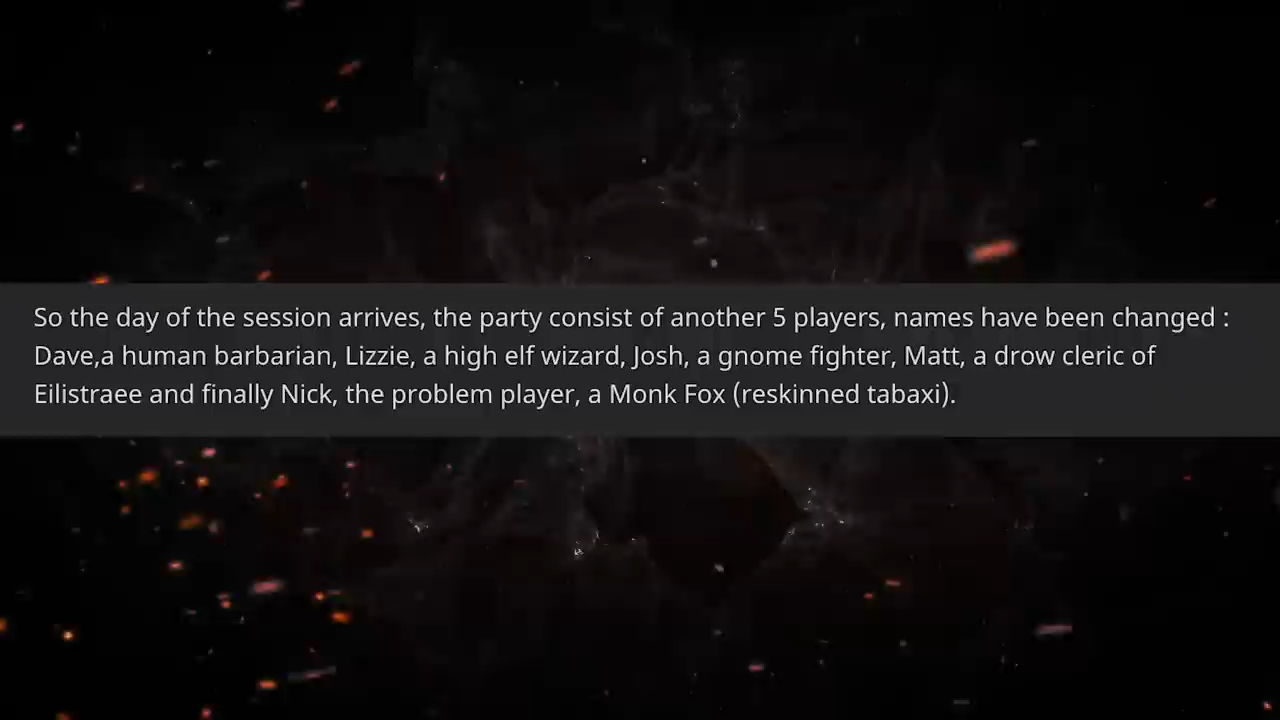 So the day of the session arrives, the party consist of another 5 players, names have been changed :
Dave,a human barbarian, Lizzie, a high elf wizard, Josh, a gnome fighter, Matt, a drow cleric of
Eilistraee and finally Nick, the problem player, a Monk Fox (reskinned tabaxi).